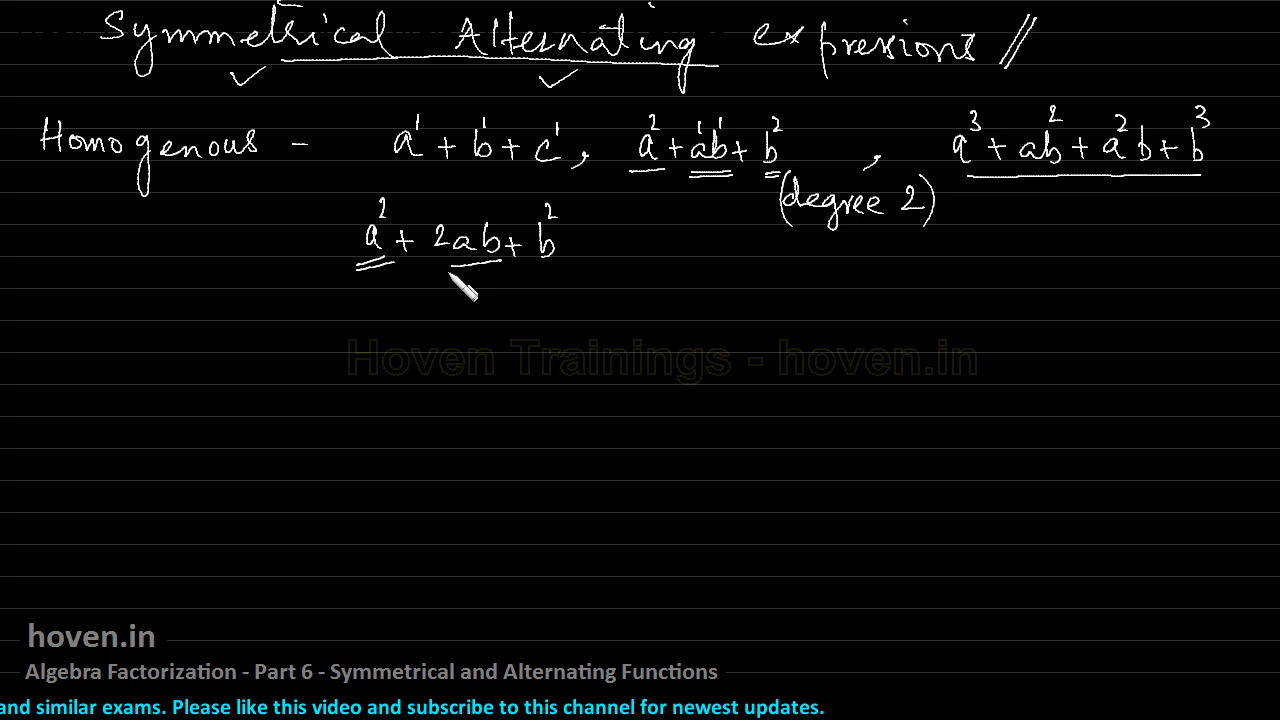 Symmetrical Alternating expressions //
Homogenous - a¹ + b¹ + c¹, a² + a¹b¹ + b², a³ + ab² + a²b + b³
(degree 2)
a² + 2ab + b²
Hoven Trainings - hoven.in
hoven.in
Algebra Factorization - Part 6 - Symmetrical and Alternating Functions
and similar exams. Please like this video and subscribe to this channel for newest updates.